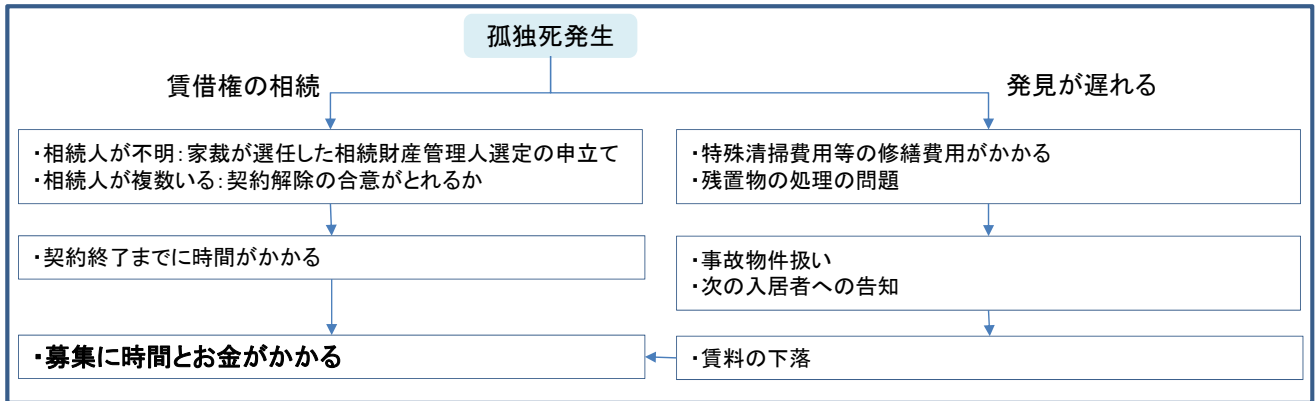 孤独死発生
賃借権の相続
発見が遅れる
・相続人が不明：家裁が選任した相続財産管理人選定の申立て
・相続人が複数いる：契約解除の合意がとれるか
・特殊清掃費用等の修繕費用がかかる
・残置物の処理の問題
・契約終了までに時間がかかる
・事故物件扱い
・次の入居者への告知
・募集に時間とお金がかかる
・賃料の下落